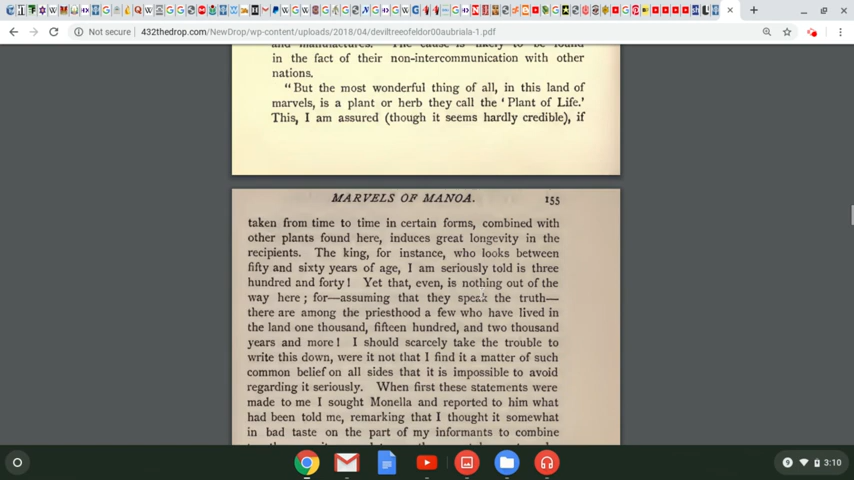 Not secure | 432thedrop.com/NewDrop/wp-content/uploads/2018/04/deviltreeofeldor00aubriala-1.pdf
and manufactures. The cause is likely to be found
in the fact of their non-intercommunication with other
nations.
"But the most wonderful thing of all, in this land of
marvels, is a plant or herb they call the 'Plant of Life.'
This, I am assured (though it seems hardly credible), if
MARVELS OF MANOA. 155
taken from time to time in certain forms, combined with
other plants found here, induces great longevity in the
recipients. The king, for instance, who looks between
fifty and sixty years of age, I am seriously told is three
hundred and forty! Yet that, even, is nothing out of the
way here; for—assuming that they speak the truth—
there are among the priesthood a few who have lived in
the land one thousand, fifteen hundred, and two thousand
years and more! I should scarcely take the trouble to
write this down, were it not that I find it a matter of such
common belief on all sides that it is impossible to avoid
regarding it seriously. When first these statements were
made to me I sought Monella and reported to him what
had been told me, remarking that I thought it somewhat
in bad taste on the part of my informants to combine
9 3:10